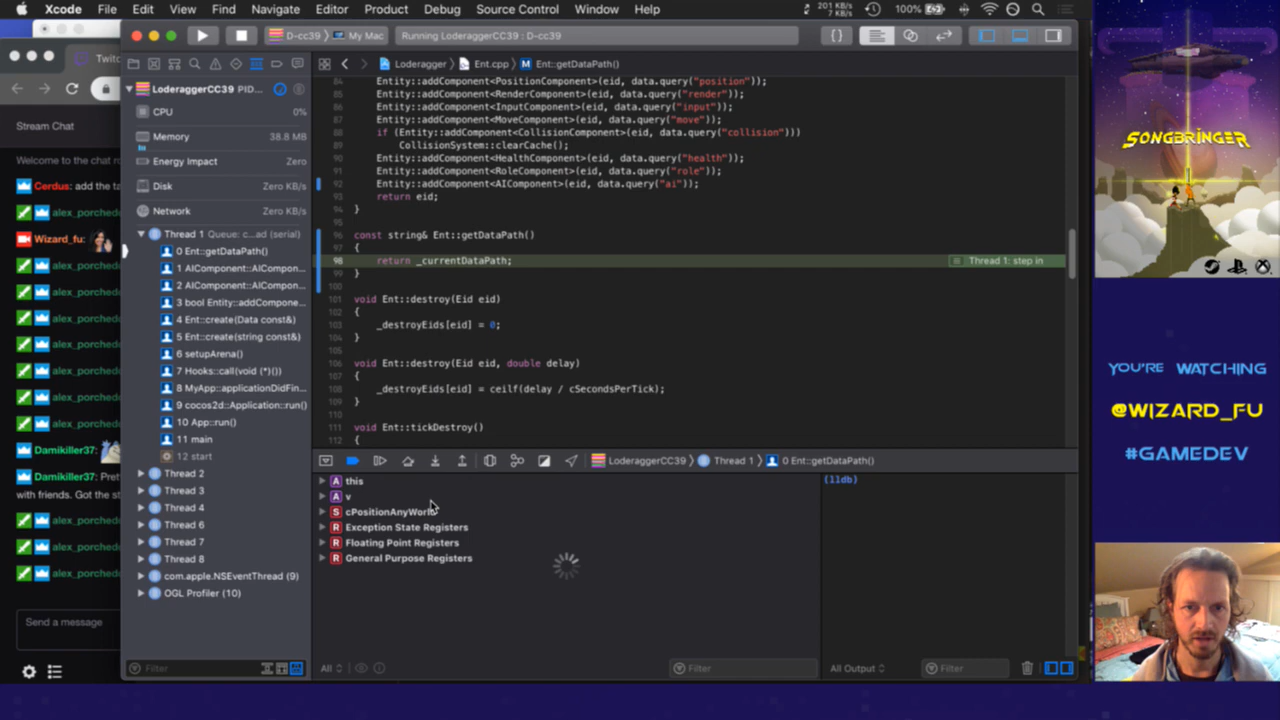 Xcode File Edit View Find Navigate Editor Product Debug Source Control Window Help
201 KB/s
7 KB/s
100%
D-cc39 My Mac
Running LoderaggerCC39 : D-cc39
Twitc
Loderagger Ent.cpp M Ent::getDataPath()
LoderaggerCC39 PID...
CPU 0%
Memory 38.8 MB
Energy Impact Zero
Disk Zero KB/s
Network Zero KB/s
Thread 1 Queue: c...ad (serial)
0 Ent::getDataPath()
1 AIComponent::AICompon...
2 AIComponent::AICompon...
3 bool Entity::addCompone...
4 Ent::create(Data const&)
5 Ent::create(string const&)
6 setupArena()
7 Hooks::call(void (*)())
8 MyApp::applicationDidFin...
9 cocos2d::Application::run()
10 App::run()
11 main
12 start
Thread 2
Thread 3
Thread 4
Thread 6
Thread 7
Thread 8
com.apple.NSEventThread (9)
OGL Profiler (10)
Filter
84 Entity::addComponent<PositionComponent>(eid, data.query("position"));
85 Entity::addComponent<RenderComponent>(eid, data.query("render"));
86 Entity::addComponent<InputComponent>(eid, data.query("input"));
87 Entity::addComponent<MoveComponent>(eid, data.query("move"));
88 if (Entity::addComponent<CollisionComponent>(eid, data.query("collision")))
89 CollisionSystem::clearCache();
90 Entity::addComponent<HealthComponent>(eid, data.query("health"));
91 Entity::addComponent<RoleComponent>(eid, data.query("role"));
92 Entity::addComponent<AIComponent>(eid, data.query("ai"));
93 return eid;
94 }
95
96 const string& Ent::getDataPath()
97 {
98 return _currentDataPath;
Thread 1: step in
99 }
100
101 void Ent::destroy(Eid eid)
102 {
103 _destroyEids[eid] = 0;
104 }
105
106 void Ent::destroy(Eid eid, double delay)
107 {
108 _destroyEids[eid] = ceilf(delay / cSecondsPerTick);
109 }
110
111 void Ent::tickDestroy()
112 {
LoderaggerCC39 Thread 1 0 Ent::getDataPath()
A this
A v
S cPositionAnyWorld
R Exception State Registers
R Floating Point Registers
R General Purpose Registers
(lldb)
All
Filter
All Output
Filter
Stream Chat
Welcome to the chat ro
Cerdus: add the ta
alex_porched
Wizard_fu:
alex_porched
alex_porched
alex_porched
alex_porched
alex_porched
alex_porched
alex_porched
Damikiller37:
Damikiller37: Pret
with friends. Got the st
alex_porched
alex_porched
alex_porched
Send a message
SONGBRINGER
YOU'RE WATCHING
@WIZARD_FU
#GAMEDEV